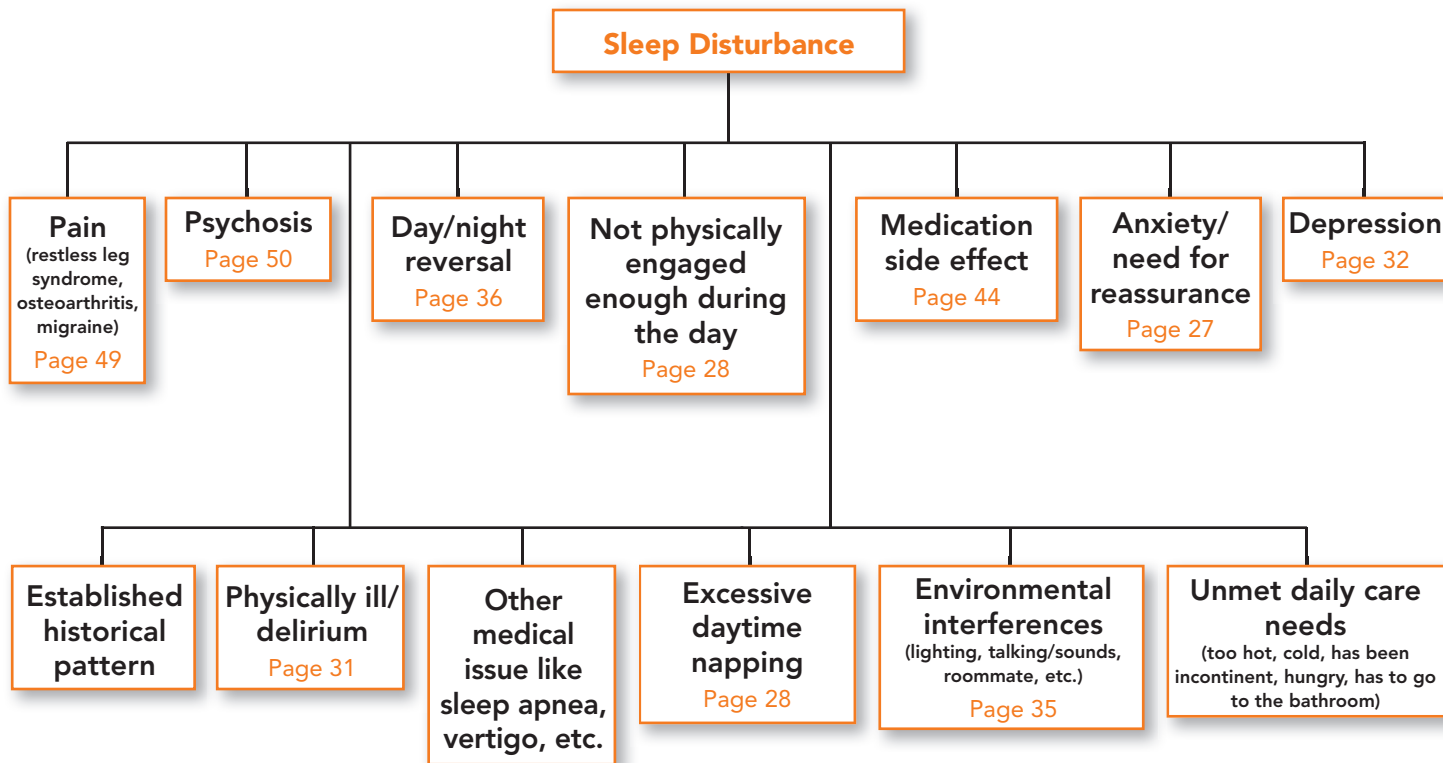 Sleep Disturbance
Pain
(restless leg
syndrome,
osteoarthritis,
migraine)
Page 49
Psychosis
Page 50
Day/night
reversal
Page 36
Not physically
engaged
enough during
the day
Page 28
Medication
side effect
Page 44
Anxiety/
need for
reassurance
Page 27
Depression
Page 32
Established
historical
pattern
Physically ill/
delirium
Page 31
Other
medical
issue like
sleep apnea,
vertigo, etc.
Excessive
daytime
napping
Page 28
Environmental
interferences
(lighting, talking/sounds,
roommate, etc.)
Page 35
Unmet daily care
needs
(too hot, cold, has been
incontinent, hungry, has to go
to the bathroom)